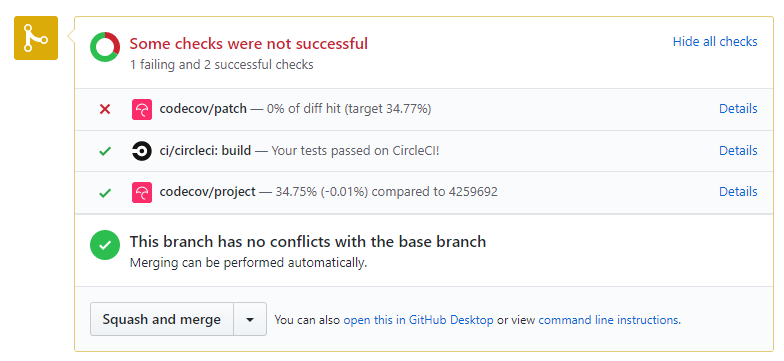 Some checks were not successful
Hide all checks
1 failing and 2 successful checks
codecov/patch — 0% of diff hit (target 34.77%)
Details
ci/circleci: build — Your tests passed on CircleCI!
Details
codecov/project — 34.75% (-0.01%) compared to 4259692
Details
This branch has no conflicts with the base branch
Merging can be performed automatically.
Squash and merge
You can also open this in GitHub Desktop or view command line instructions.